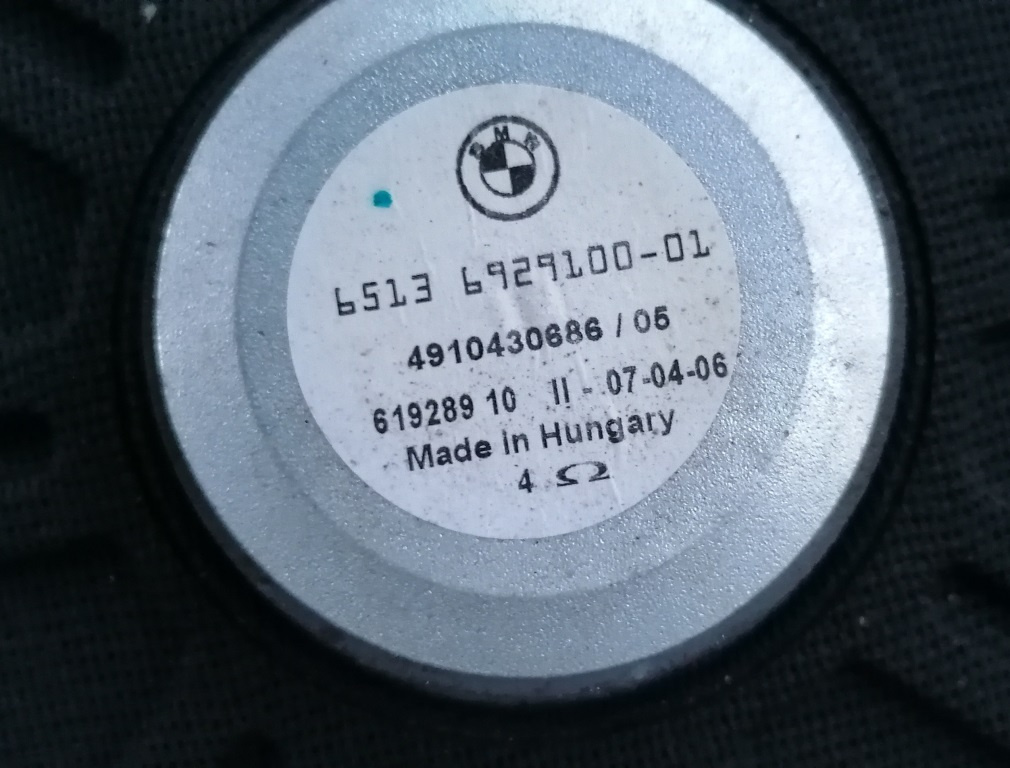 BMW
6513 6929100-01
4910430686 / 05
619289 10 II - 07-04-06
Made in Hungary
4 Ω